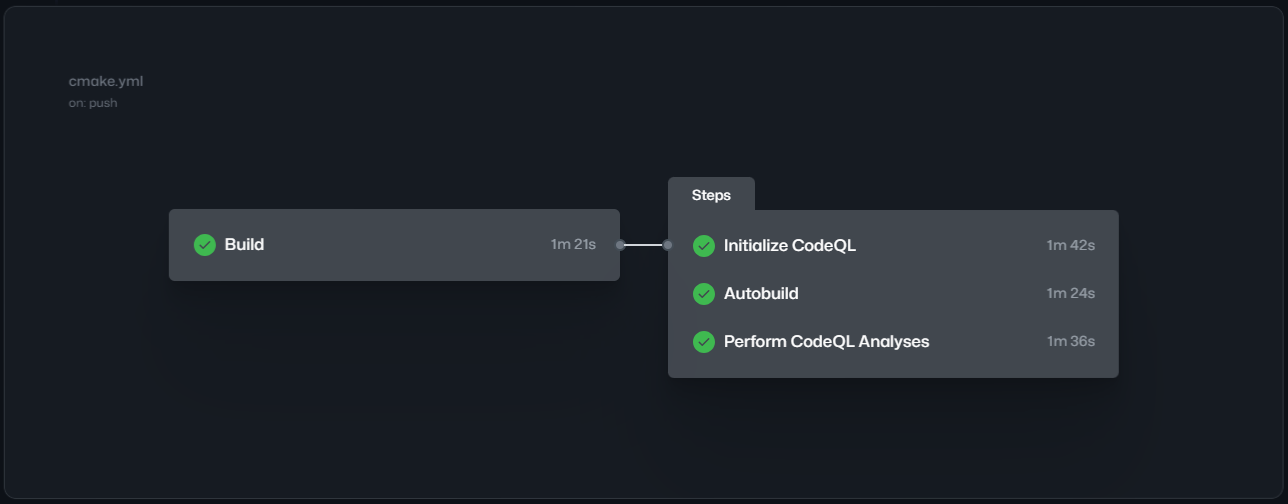 cmake.yml
on: push
Build 1m 21s
Steps
Initialize CodeQL 1m 42s
Autobuild 1m 24s
Perform CodeQL Analyses 1m 36s